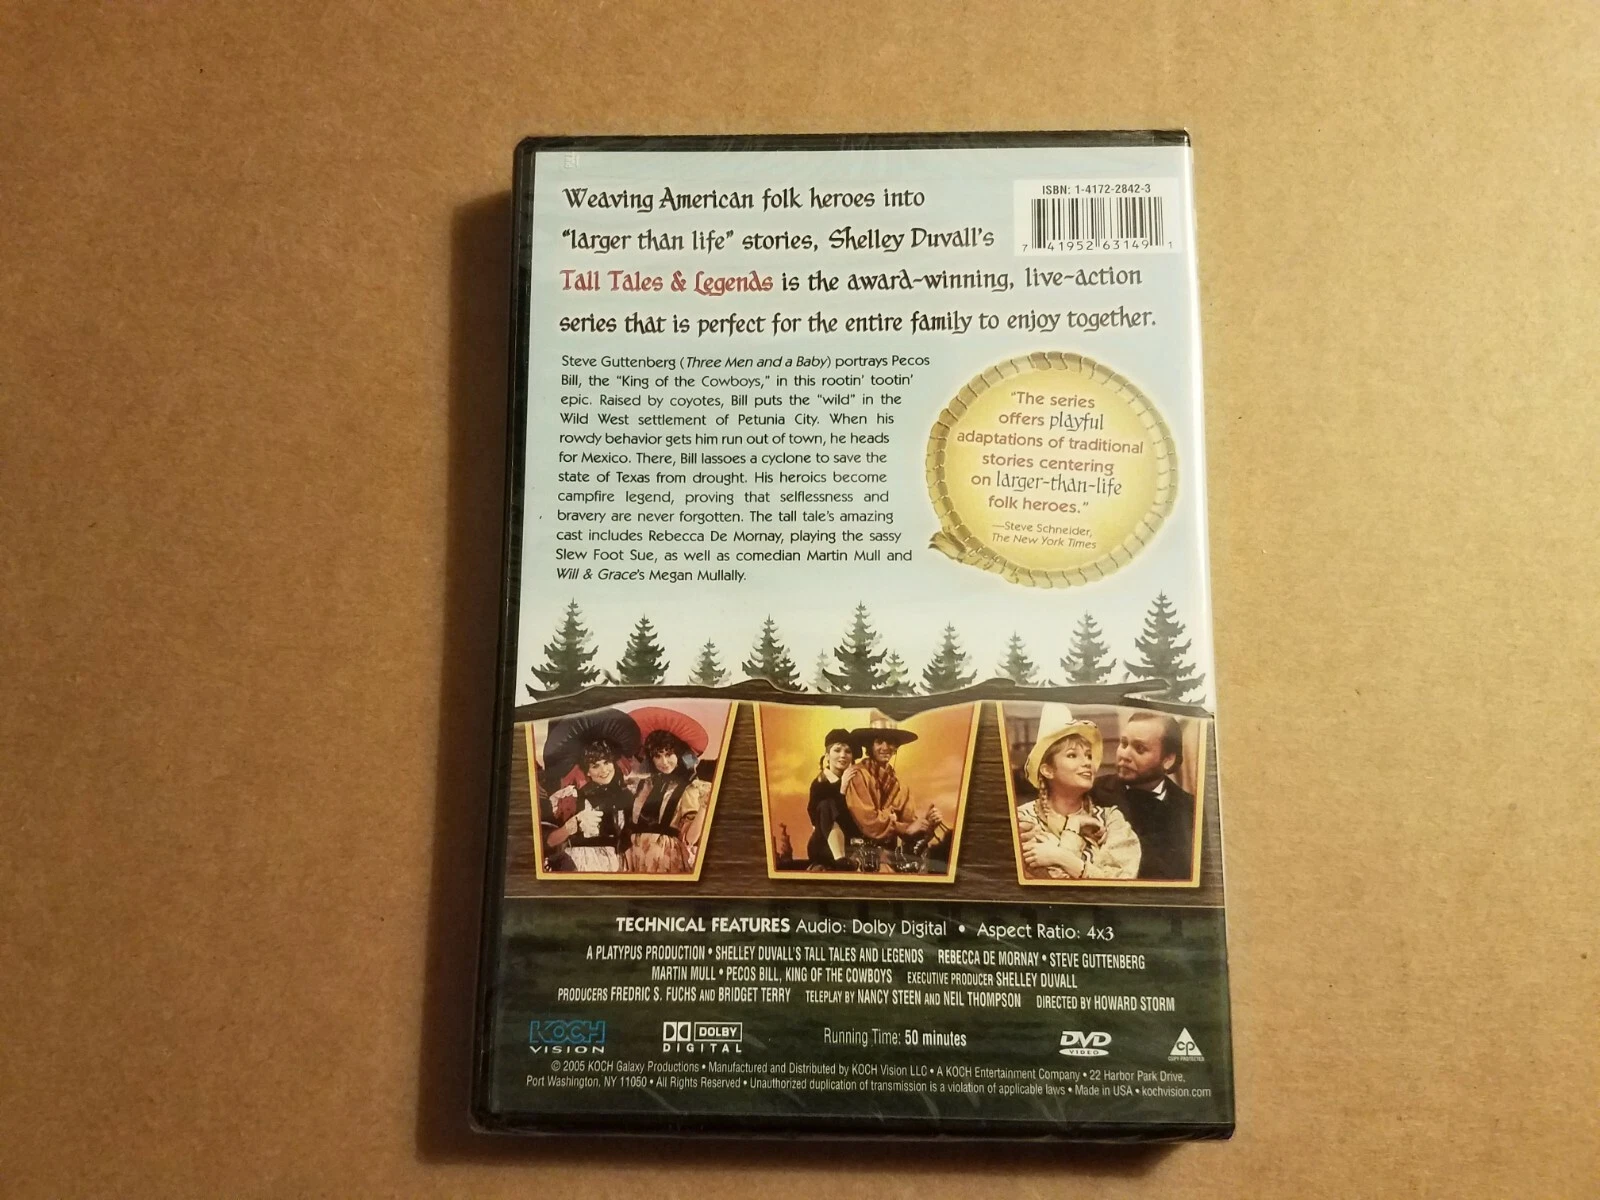 Weaving American folk heroes into
"larger than life" stories, Shelley Duvall's
Tall Tales & Legends is the award-winning, live-action
series that is perfect for the entire family to enjoy together.
ISBN: 1-4172-2842-3
7 41952 63149 1
Steve Guttenberg (Three Men and a Baby) portrays Pecos
Bill, the "King of the Cowboys," in this rootin' tootin'
epic. Raised by coyotes, Bill puts the "wild" in the
Wild West settlement of Petunia City. When his
rowdy behavior gets him run out of town, he heads
for Mexico. There, Bill lassoes a cyclone to save the
state of Texas from drought. His heroics become
campfire legend, proving that selflessness and
bravery are never forgotten. The tall tale's amazing
cast includes Rebecca De Mornay, playing the sassy
Slew Foot Sue, as well as comedian Martin Mull and
Will & Grace's Megan Mullally.
"The series
offers playful
adaptations of traditional
stories centering
on larger-than-life
folk heroes."
—Steve Schneider,
The New York Times
TECHNICAL FEATURES Audio: Dolby Digital • Aspect Ratio: 4x3
A PLATYPUS PRODUCTION • SHELLEY DUVALL'S TALL TALES AND LEGENDS REBECCA DE MORNAY • STEVE GUTTENBERG
MARTIN MULL • PECOS BILL, KING OF THE COWBOYS EXECUTIVE PRODUCER SHELLEY DUVALL
PRODUCERS FREDRIC S. FUCHS AND BRIDGET TERRY TELEPLAY BY NANCY STEEN AND NEIL THOMPSON DIRECTED BY HOWARD STORM
KOCH
VISION
DOLBY
DIGITAL
Running Time: 50 minutes
DVD
VIDEO
CP
COPY PROTECTED
© 2005 KOCH Galaxy Productions • Manufactured and Distributed by KOCH Vision LLC • A KOCH Entertainment Company • 22 Harbor Park Drive,
Port Washington, NY 11050 • All Rights Reserved • Unauthorized duplication of transmission is a violation of applicable laws • Made in USA • kochvision.com